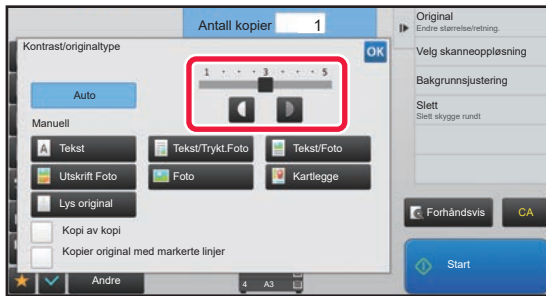 Antall kopier 1
Kontrast/originaltype
OK
1 · · 3 · · 5
Auto
Manuell
A Tekst
Tekst/Trykt.Foto
Tekst/Foto
Utskrift Foto
Foto
Kartlegge
Lys original
Kopi av kopi
Kopier original med markerte linjer
Andre
4 A3
Original
Endre størrelse/retning.
Velg skanneoppløsning
Bakgrunnsjustering
Slett
Slett skygge rundt
Forhåndsvis
CA
Start